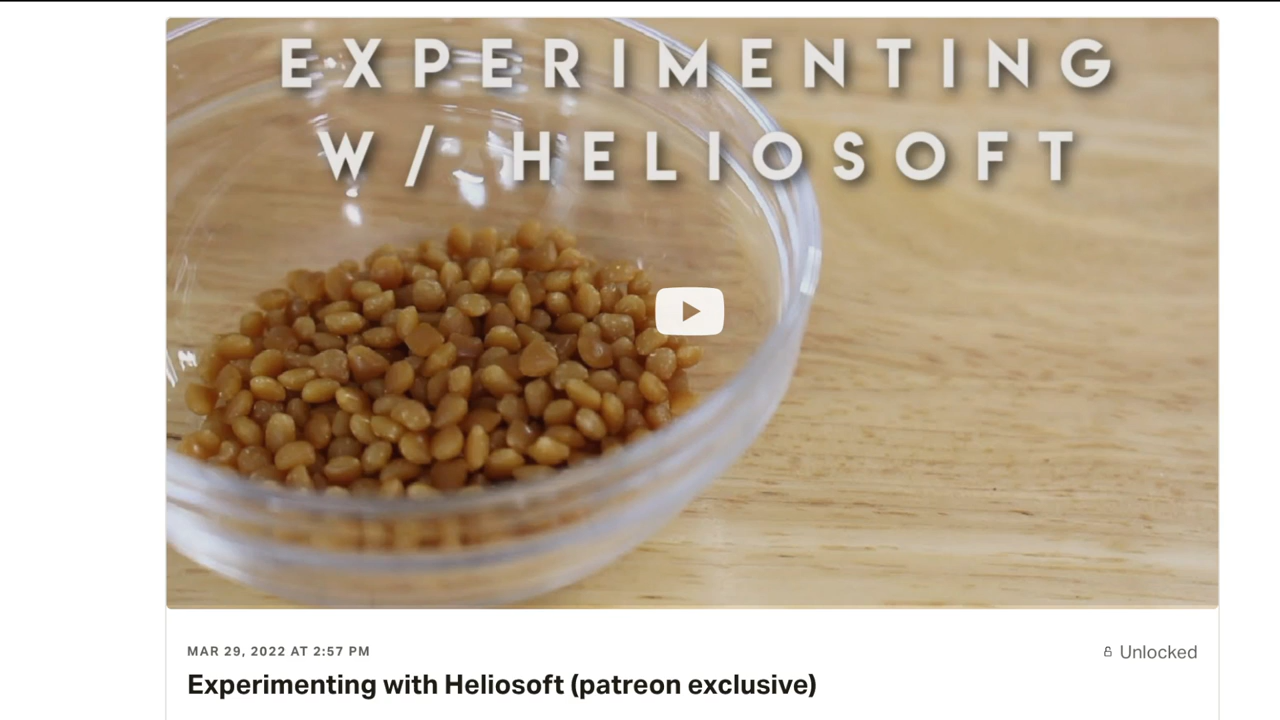 EXPERIMENTING
W/ HELIOSOFT
MAR 29, 2022 AT 2:57 PM
Unlocked
Experimenting with Heliosoft (patreon exclusive)